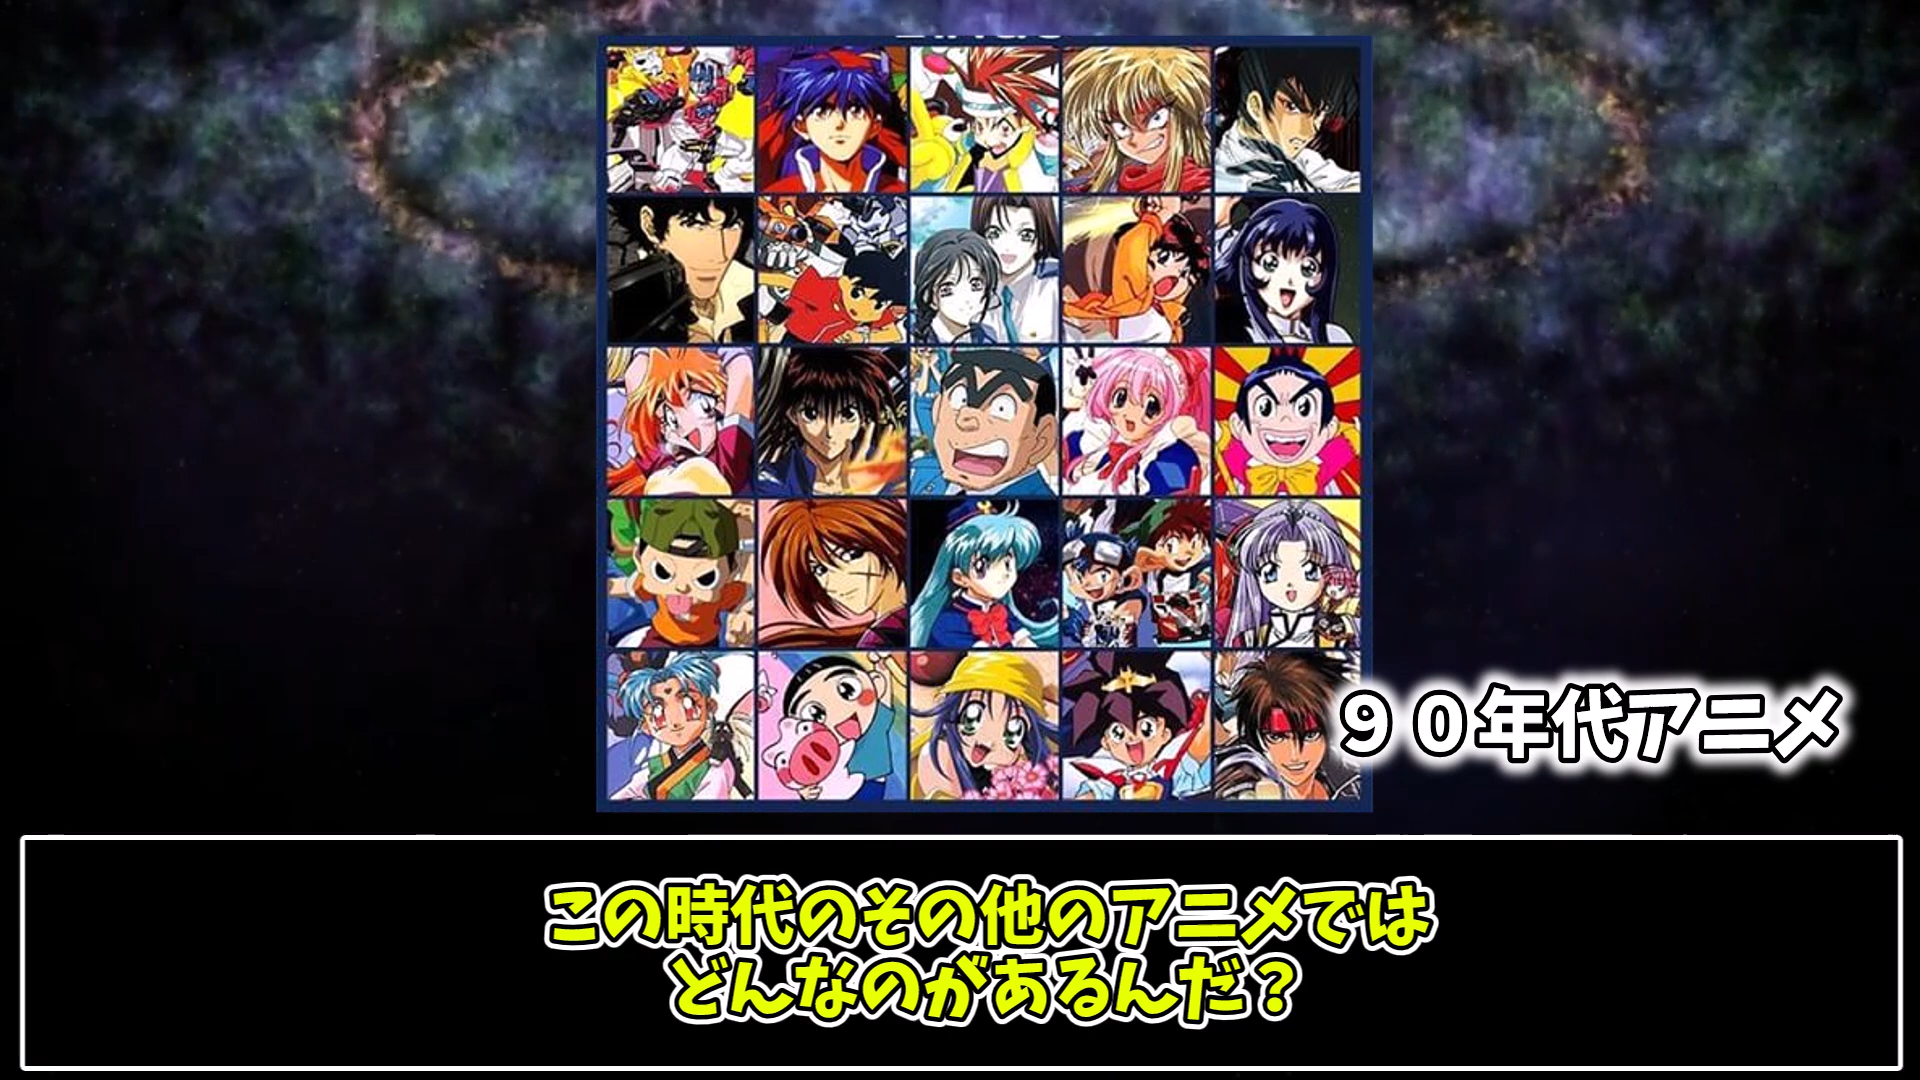 ９０年代アニメ
この時代のその他のアニメでは
どんなのがあるんだ？